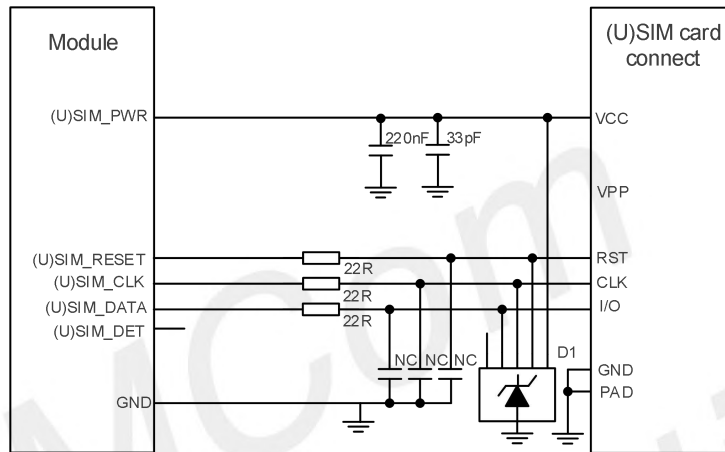 Module
(U)SIM card
connect
(U)SIM_PWR
VCC
220nF
33pF
VPP
(U)SIM_RESET
RST
22R
(U)SIM_CLK
CLK
22R
(U)SIM_DATA
I/O
22R
(U)SIM_DET
NC NC NC
D1
GND
PAD
GND
MCom